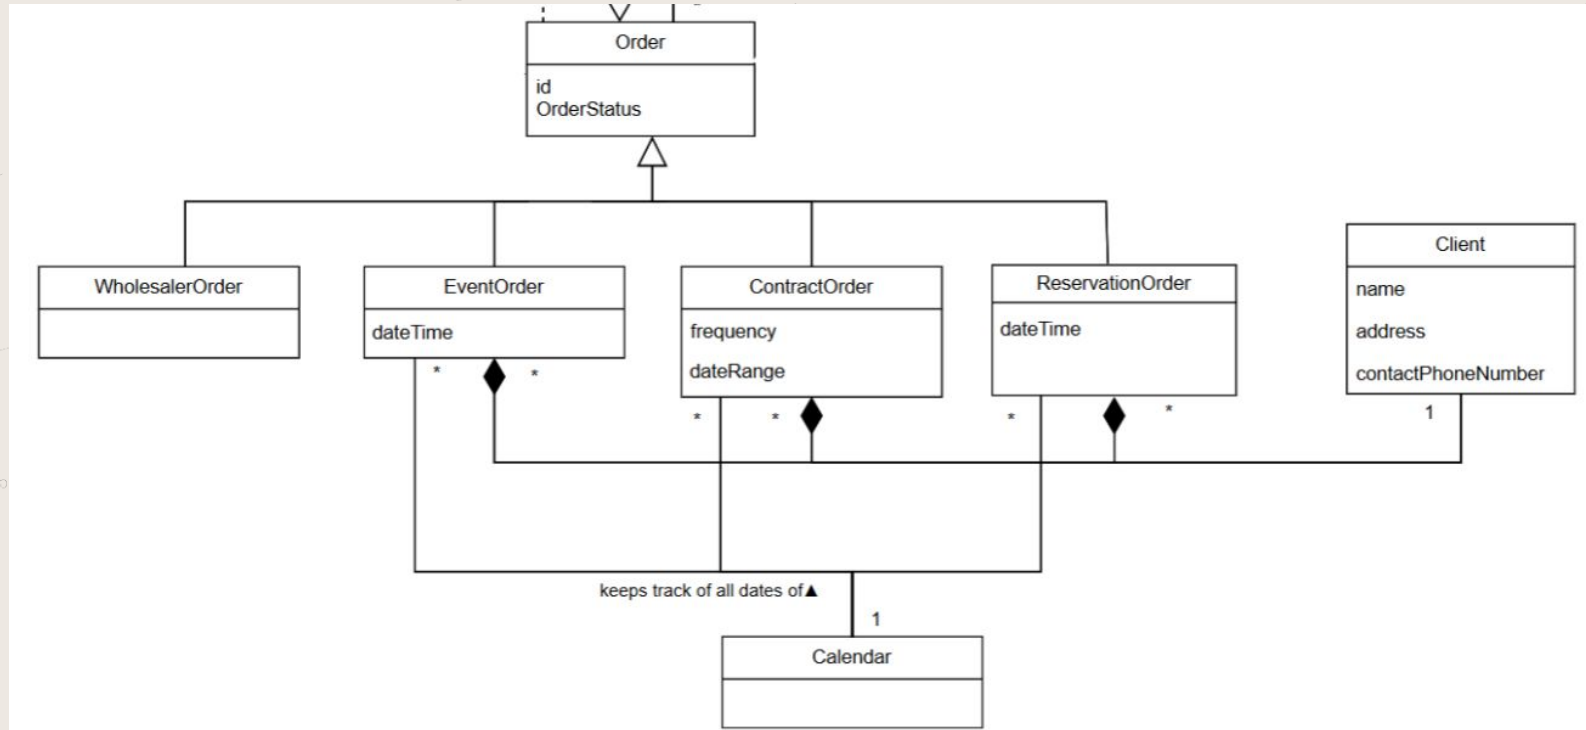 Order
id
OrderStatus
WholesalerOrder
EventOrder
dateTime
* *
ContractOrder
frequency
dateRange
* *
ReservationOrder
dateTime
* *
Client
name
address
contactPhoneNumber
1
keeps track of all dates of▲
1
Calendar